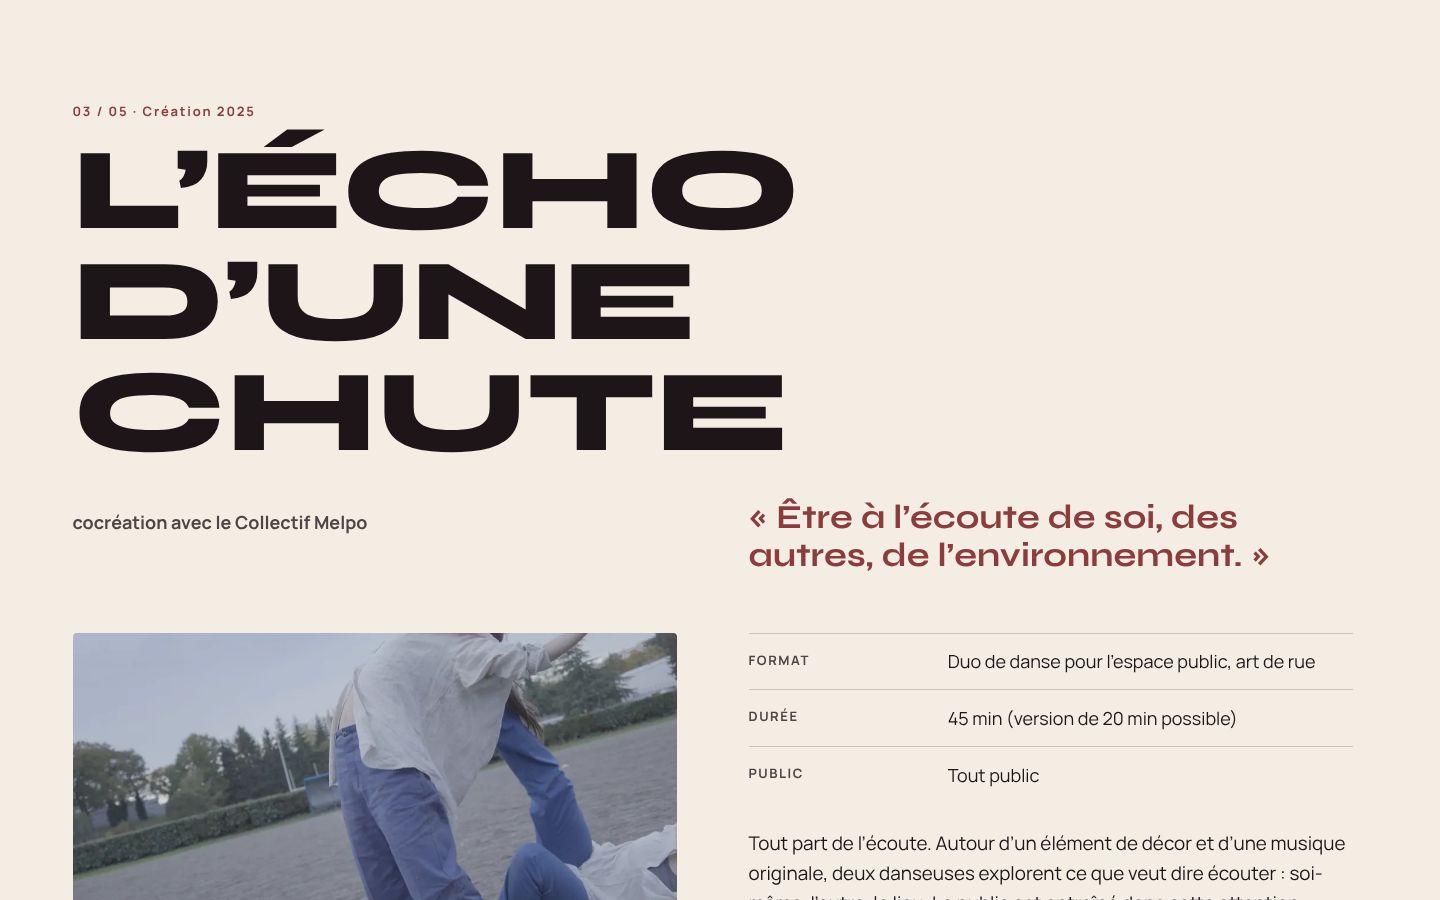 03 / 05 · Création 2025
L’ÉCHO
D’UNE
CHUTE
cocréation avec le Collectif Melpo
« Être à l’écoute de soi, des
autres, de l’environnement. »
FORMAT Duo de danse pour l’espace public, art de rue
DURÉE 45 min (version de 20 min possible)
PUBLIC Tout public
Tout part de l’écoute. Autour d’un élément de décor et d’une musique
originale, deux danseuses explorent ce que veut dire écouter : soi-